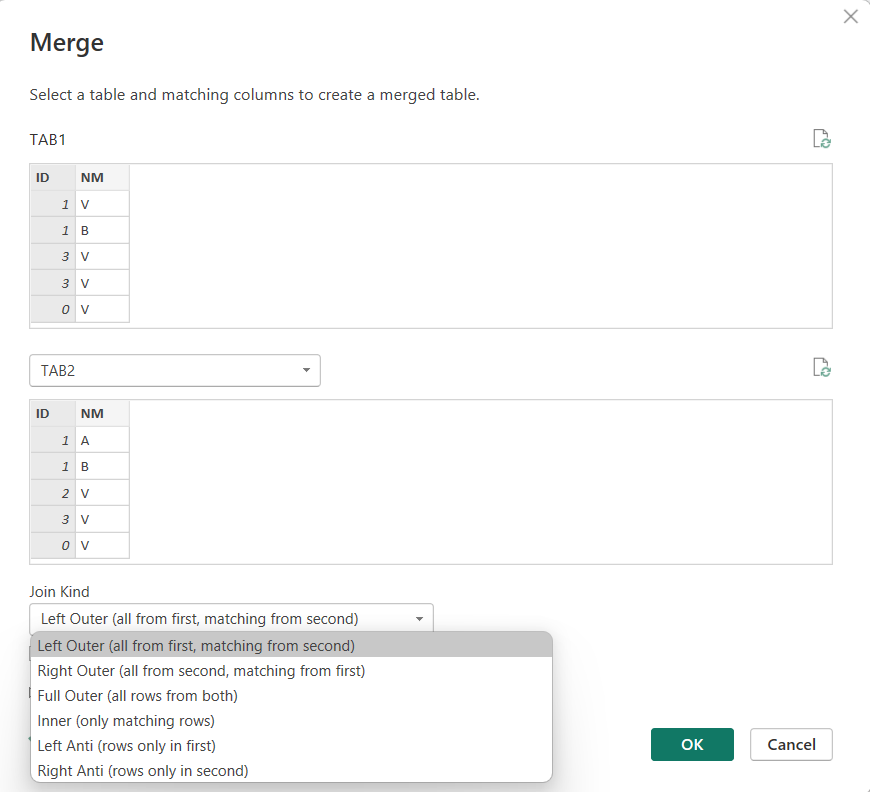 Merge
Select a table and matching columns to create a merged table.
TAB1
ID NM
1 V
1 B
3 V
3 V
0 V
TAB2
ID NM
1 A
1 B
2 V
3 V
0 V
Join Kind
Left Outer (all from first, matching from second)
Left Outer (all from first, matching from second)
Right Outer (all from second, matching from first)
Full Outer (all rows from both)
Inner (only matching rows)
Left Anti (rows only in first)
Right Anti (rows only in second)
OK Cancel